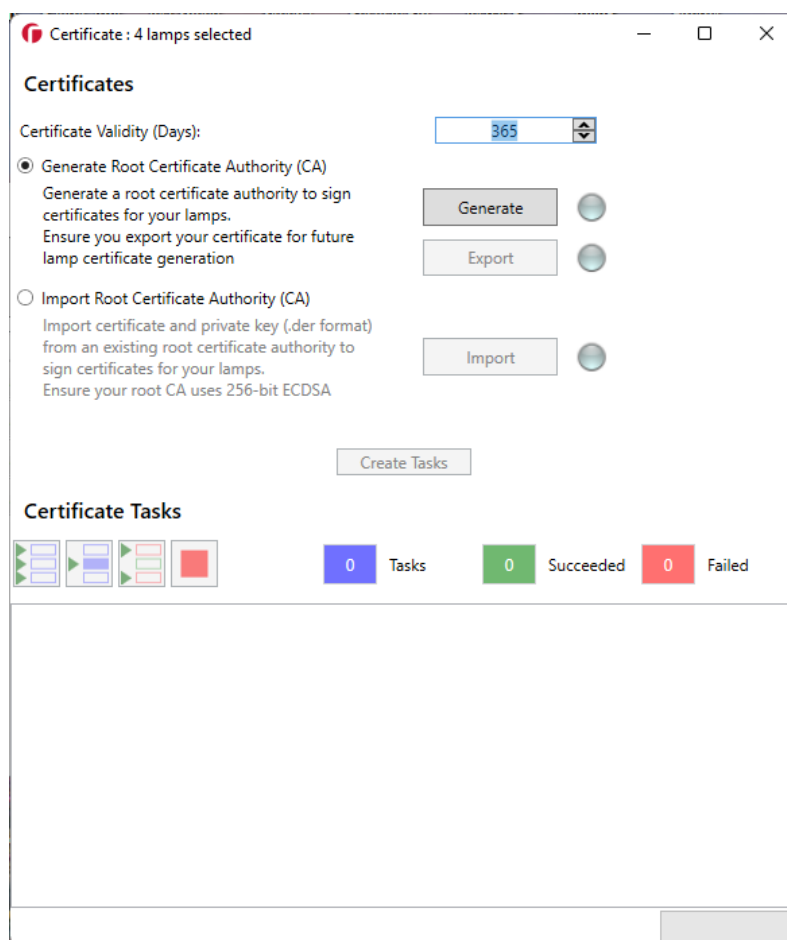 Certificate : 4 lamps selected
Certificates
Certificate Validity (Days):
365
Generate Root Certificate Authority (CA)
Generate a root certificate authority to sign
certificates for your lamps.
Ensure you export your certificate for future
lamp certificate generation
Generate
Export
Import Root Certificate Authority (CA)
Import certificate and private key (.der format)
from an existing root certificate authority to
sign certificates for your lamps.
Ensure your root CA uses 256-bit ECDSA
Import
Create Tasks
Certificate Tasks
0 Tasks 0 Succeeded 0 Failed